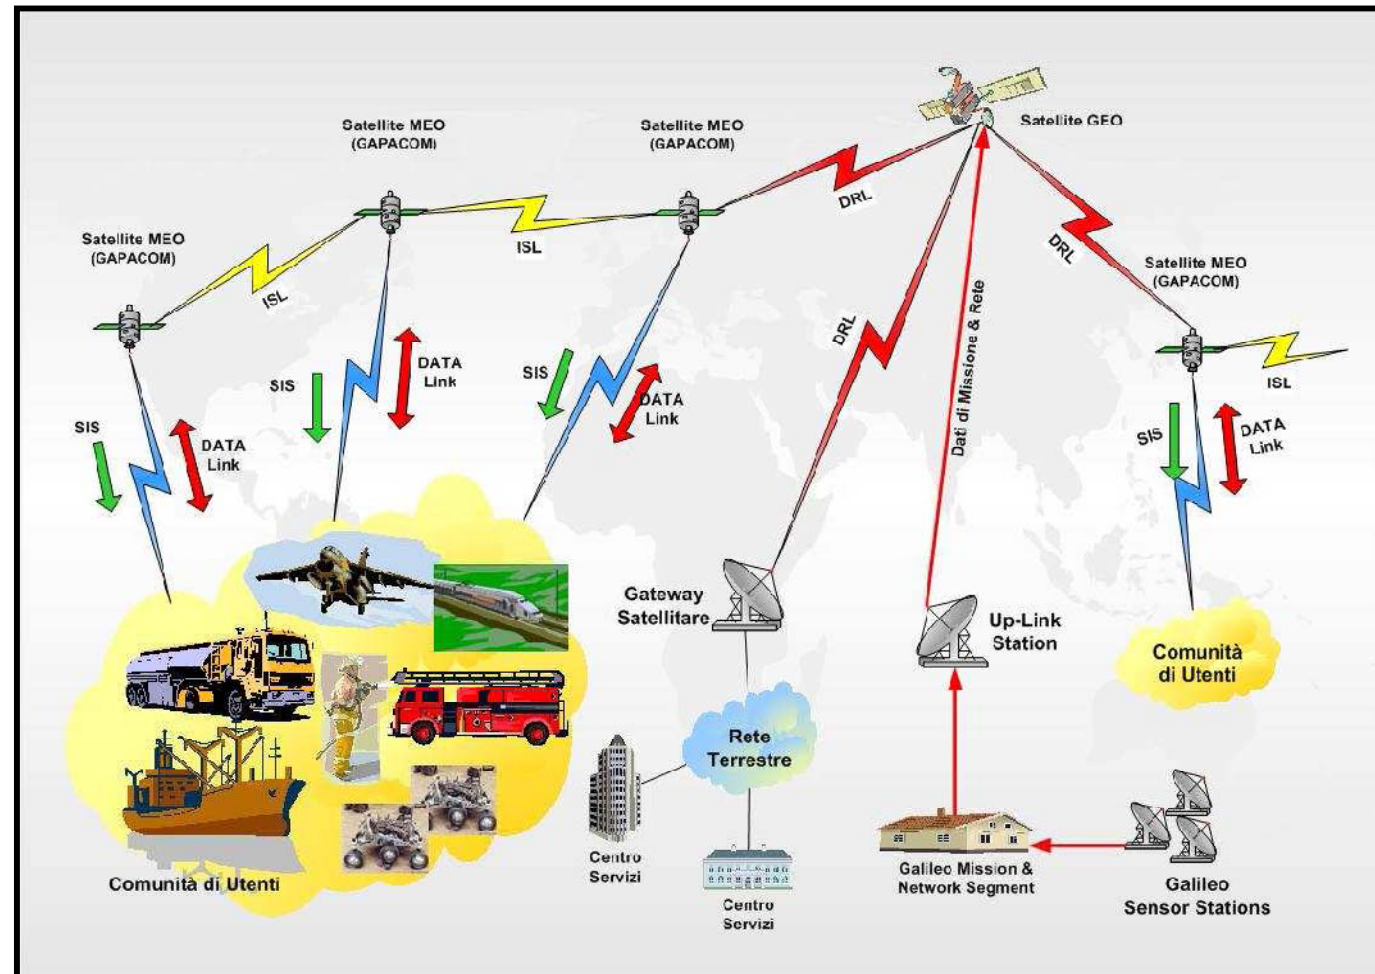 Satellite GEO
Satellite MEO
(GAPACOM)
Satellite MEO
(GAPACOM)
DRL
Satellite MEO
(GAPACOM)
ISL
DRL
Satellite MEO
(GAPACOM)
ISL
DRL
Dati di Missione & Rete
ISL
SIS
DATA
Link
SIS
DATA
Link
SIS
DATA
Link
SIS
DATA
Link
Gateway
Satellitare
Up-Link
Station
Comunità
di Utenti
Rete
Terrestre
Centro
Servizi
Comunità di Utenti
Galileo Mission &
Network Segment
Galileo
Sensor Stations
Centro
Servizi